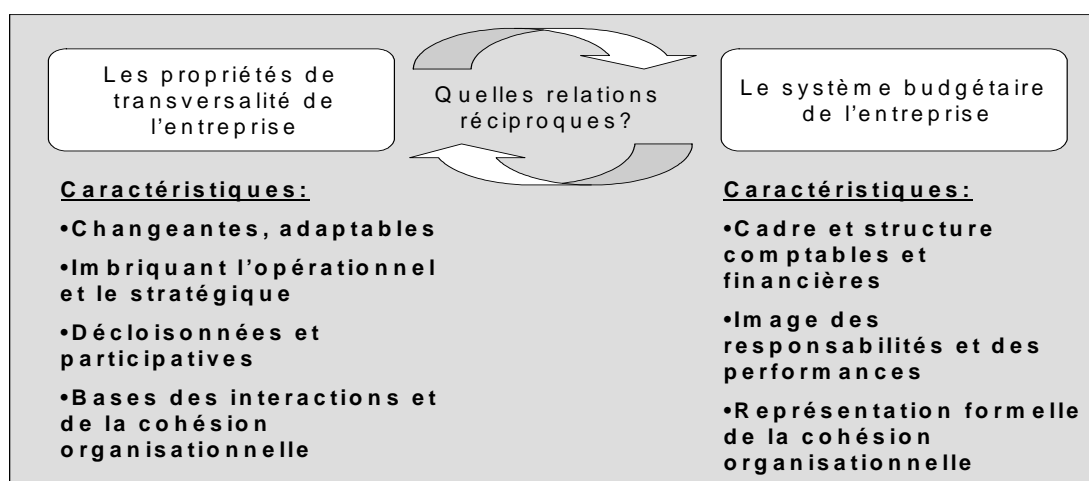 Les propriétés de
transversalité de
l'entreprise
Quelles relations
réciproques?
Le système budgétaire
de l'entreprise
Caractéristiques:
•Changeantes, adaptables
•Imbriquant l'opérationnel
et le stratégique
•Décloisonnées et
participatives
•Bases des interactions et
de la cohésion
organisationnelle
Caractéristiques:
•Cadre et structure
comptables et
financières
•Image des
responsabilités et des
performances
•Représentation formelle
de la cohésion
organisationnelle